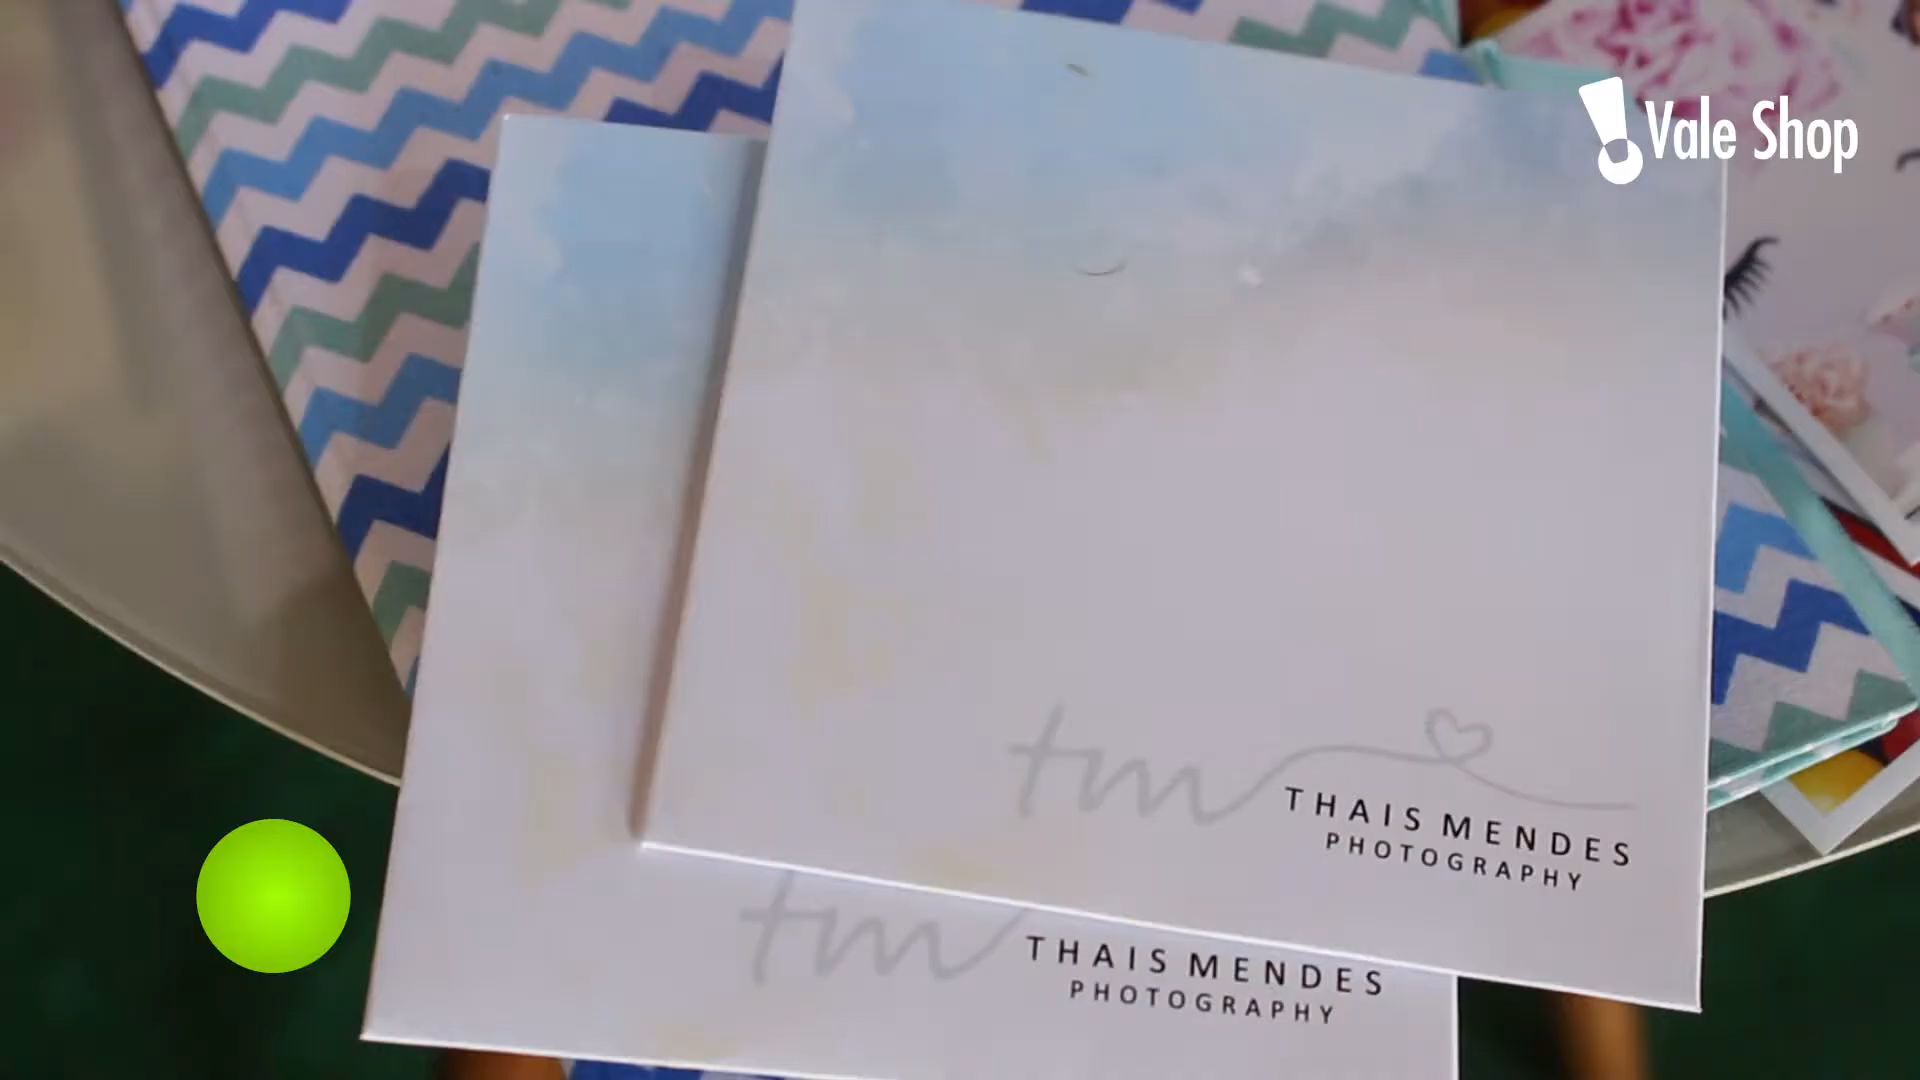 Vale Shop
tm
THAIS MENDES
PHOTOGRAPHY
tm
THAIS MENDES
PHOTOGRAPHY